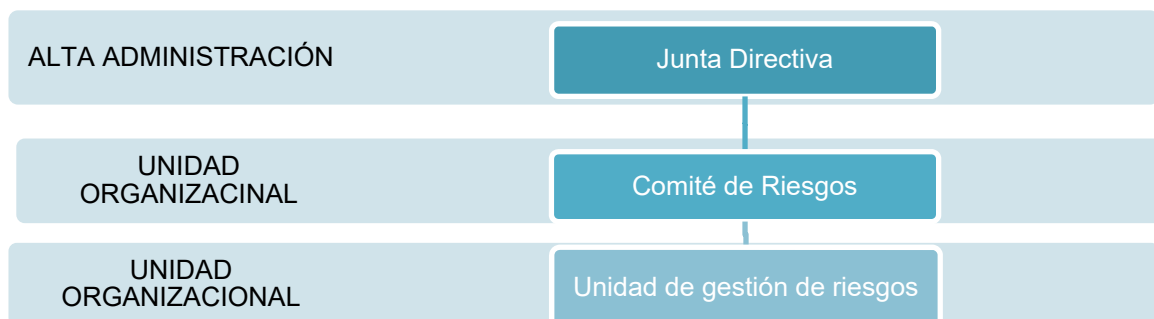 ALTA ADMINISTRACIÓN
Junta Directiva
UNIDAD
ORGANIZACINAL
Comité de Riesgos
UNIDAD
ORGANIZACIONAL
Unidad de gestión de riesgos